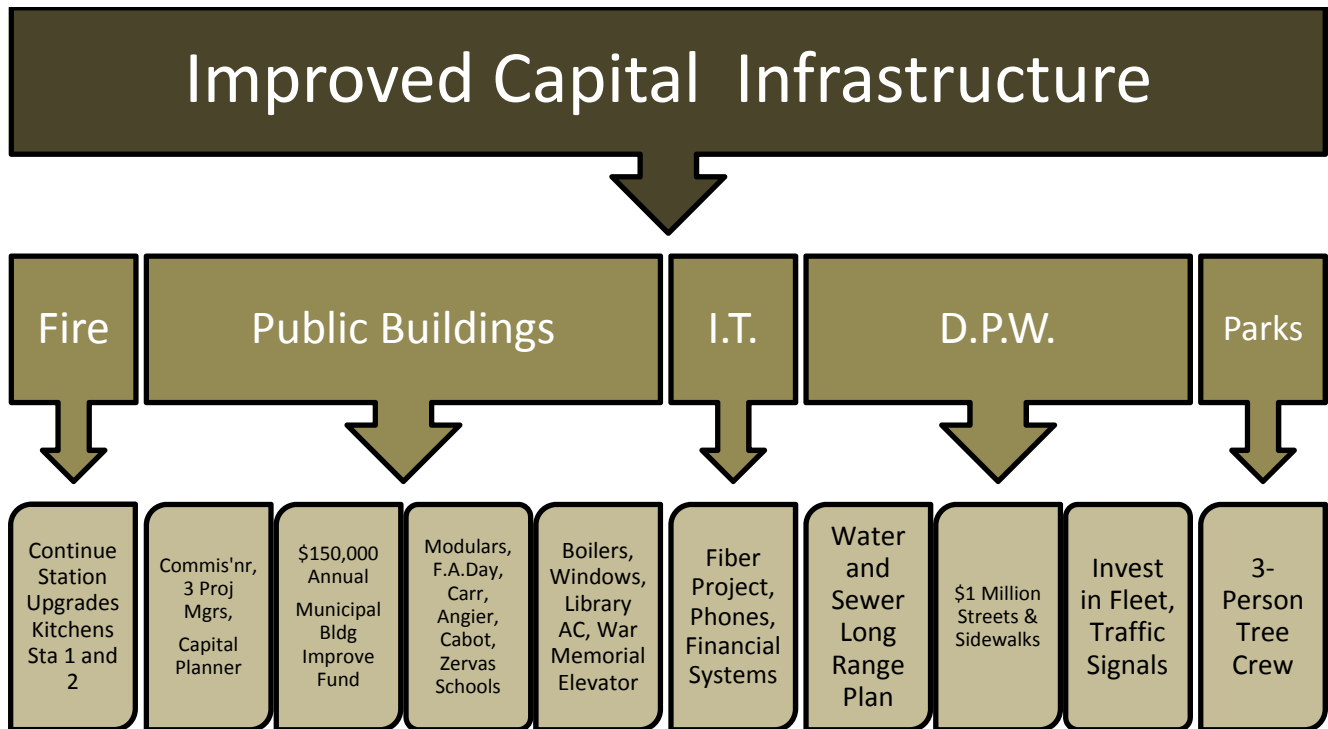 Improved Capital Infrastructure
Fire
Public Buildings
I.T.
D.P.W.
Parks
Continue
Station
Upgrades
Kitchens
Sta 1 and
2
Commis'nr,
3 Proj
Mgrs,
Capital
Planner
$150,000
Annual
Municipal
Bldg
Improve
Fund
Modulars,
F.A.Day,
Carr,
Angier,
Cabot,
Zervas
Schools
Boilers,
Windows,
Library
AC, War
Memorial
Elevator
Fiber
Project,
Phones,
Financial
Systems
Water
and
Sewer
Long
Range
Plan
$1 Million
Streets &
Sidewalks
Invest
in Fleet,
Traffic
Signals
3-
Person
Tree
Crew